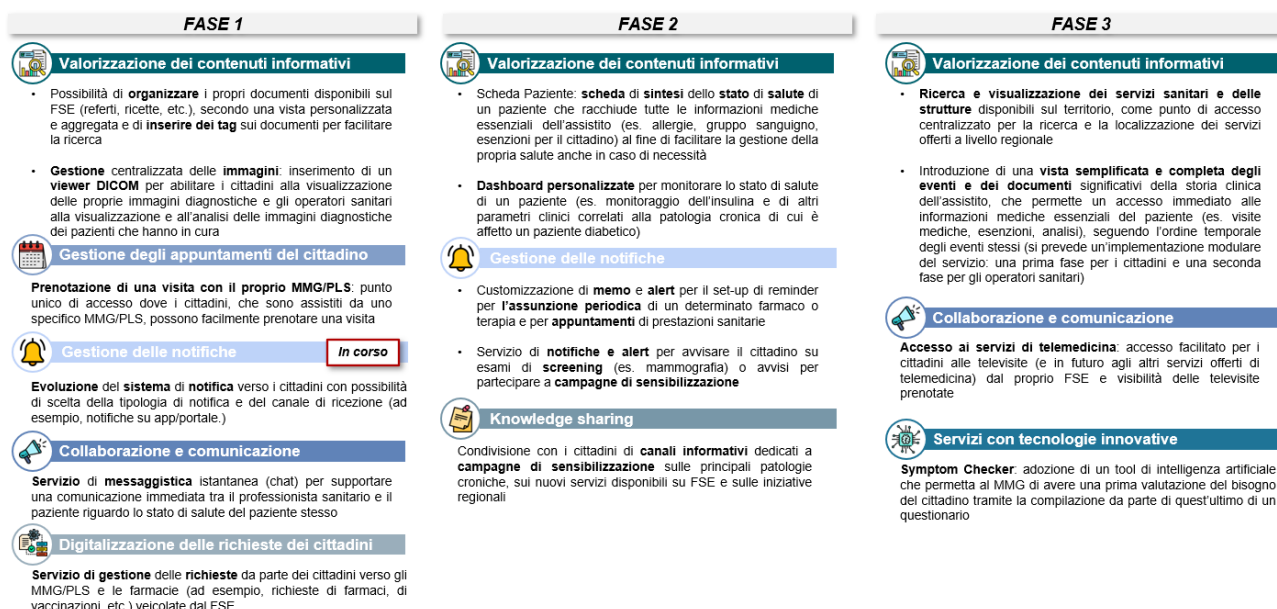 FASE 1
Valorizzazione dei contenuti informativi
• Possibilità di organizzare i propri documenti disponibili sul
FSE (referti, ricette, etc.), secondo una vista personalizzata
e aggregata e di inserire dei tag sui documenti per facilitare
la ricerca
• Gestione centralizzata delle immagini: inserimento di un
viewer DICOM per abilitare i cittadini alla visualizzazione
delle proprie immagini diagnostiche e gli operatori sanitari
alla visualizzazione e all'analisi delle immagini diagnostiche
dei pazienti che hanno in cura
Gestione degli appuntamenti del cittadino
Prenotazione di una visita con il proprio MMG/PLS: punto
unico di accesso dove i cittadini, che sono assistiti da uno
specifico MMG/PLS, possono facilmente prenotare una visita
Gestione delle notifiche
In corso
Evoluzione del sistema di notifica verso i cittadini con possibilità
di scelta della tipologia di notifica e del canale di ricezione (ad
esempio, notifiche su app/portale.)
Collaborazione e comunicazione
Servizio di messaggistica istantanea (chat) per supportare
una comunicazione immediata tra il professionista sanitario e il
paziente riguardo lo stato di salute del paziente stesso
Digitalizzazione delle richieste dei cittadini
Servizio di gestione delle richieste da parte dei cittadini verso gli
MMG/PLS e le farmacie (ad esempio, richieste di farmaci, di
vaccinazioni, etc.) veicolate dal FSE
FASE 2
Valorizzazione dei contenuti informativi
• Scheda Paziente: scheda di sintesi dello stato di salute di
un paziente che racchiude tutte le informazioni mediche
essenziali dell'assistito (es. allergie, gruppo sanguigno,
esenzioni per il cittadino) al fine di facilitare la gestione della
propria salute anche in caso di necessità
• Dashboard personalizzate per monitorare lo stato di salute
di un paziente (es. monitoraggio dell'insulina e di altri
parametri clinici correlati alla patologia cronica di cui è
affetto un paziente diabetico)
Gestione delle notifiche
• Customizzazione di memo e alert per il set-up di reminder
per l'assunzione periodica di un determinato farmaco o
terapia e per appuntamenti di prestazioni sanitarie
• Servizio di notifiche e alert per avvisare il cittadino su
esami di screening (es. mammografia) o avvisi per
partecipare a campagne di sensibilizzazione
Knowledge sharing
Condivisione con i cittadini di canali informativi dedicati a
campagne di sensibilizzazione sulle principali patologie
croniche, sui nuovi servizi disponibili su FSE e sulle iniziative
regionali
FASE 3
Valorizzazione dei contenuti informativi
• Ricerca e visualizzazione dei servizi sanitari e delle
strutture disponibili sul territorio, come punto di accesso
centralizzato per la ricerca e la localizzazione dei servizi
offerti a livello regionale
• Introduzione di una vista semplificata e completa degli
eventi e dei documenti significativi della storia clinica
dell'assistito, che permette un accesso immediato alle
informazioni mediche essenziali del paziente (es. visite
mediche, esenzioni, analisi), seguendo l'ordine temporale
degli eventi stessi (si prevede un'implementazione modulare
del servizio: una prima fase per i cittadini e una seconda
fase per gli operatori sanitari)
Collaborazione e comunicazione
Accesso ai servizi di telemedicina: accesso facilitato per i
cittadini alle televisite (e in futuro agli altri servizi offerti di
telemedicina) dal proprio FSE e visibilità delle televisite
prenotate
Servizi con tecnologie innovative
Symptom Checker: adozione di un tool di intelligenza artificiale
che permetta al MMG di avere una prima valutazione del bisogno
del cittadino tramite la compilazione da parte di quest'ultimo di un
questionario